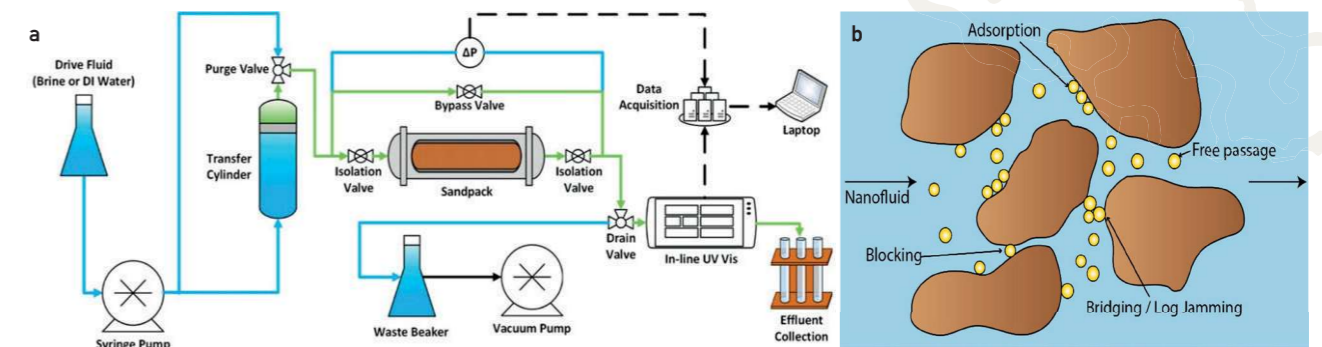 a
Drive Fluid
(Brine or DI Water)
Syringe Pump
Purge Valve
Transfer
Cylinder
ΔP
Bypass Valve
Isolation
Valve
Sandpack
Isolation
Valve
Data
Acquisition
Laptop
Drain
Valve
In-line UV Vis
Waste Beaker
Vacuum Pump
Effluent
Collection
b
Adsorption
Free passage
Nanofluid
Blocking
Bridging / Log Jamming